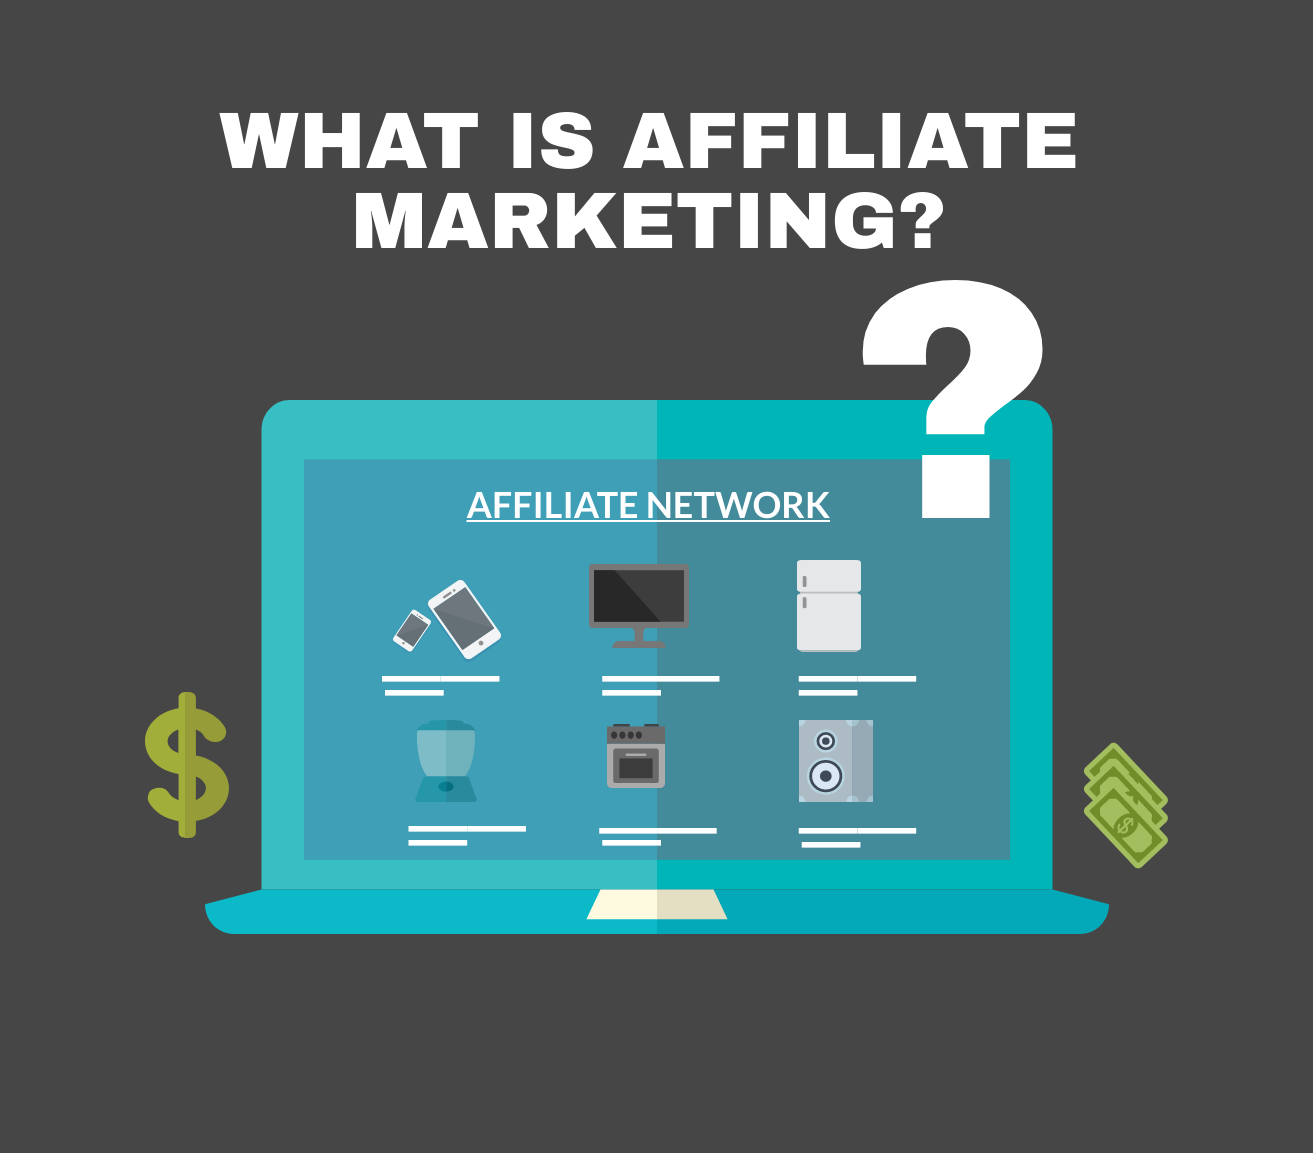 WHAT IS AFFILIATE
MARKETING?
?
AFFILIATE NETWORK
$
$